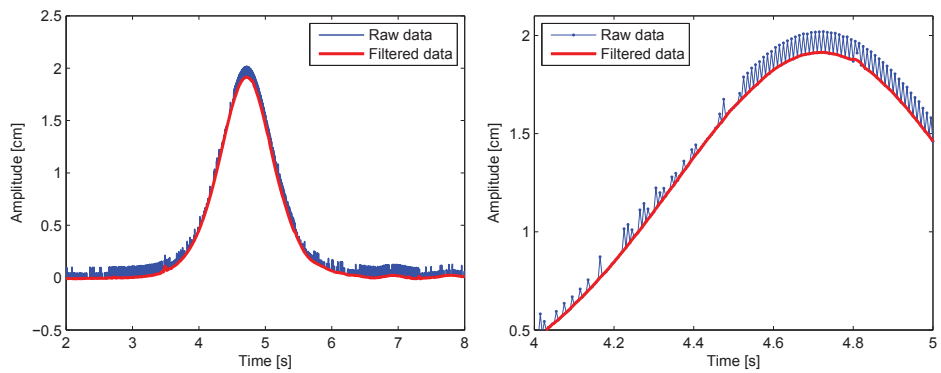 2.5
2
1.5
1
0.5
0
−0.5
Amplitude [cm]
2 3 4 5 6 7 8
Time [s]
Raw data
Filtered data
2
1.5
1
0.5
Amplitude [cm]
4 4.2 4.4 4.6 4.8 5
Time [s]
Raw data
Filtered data